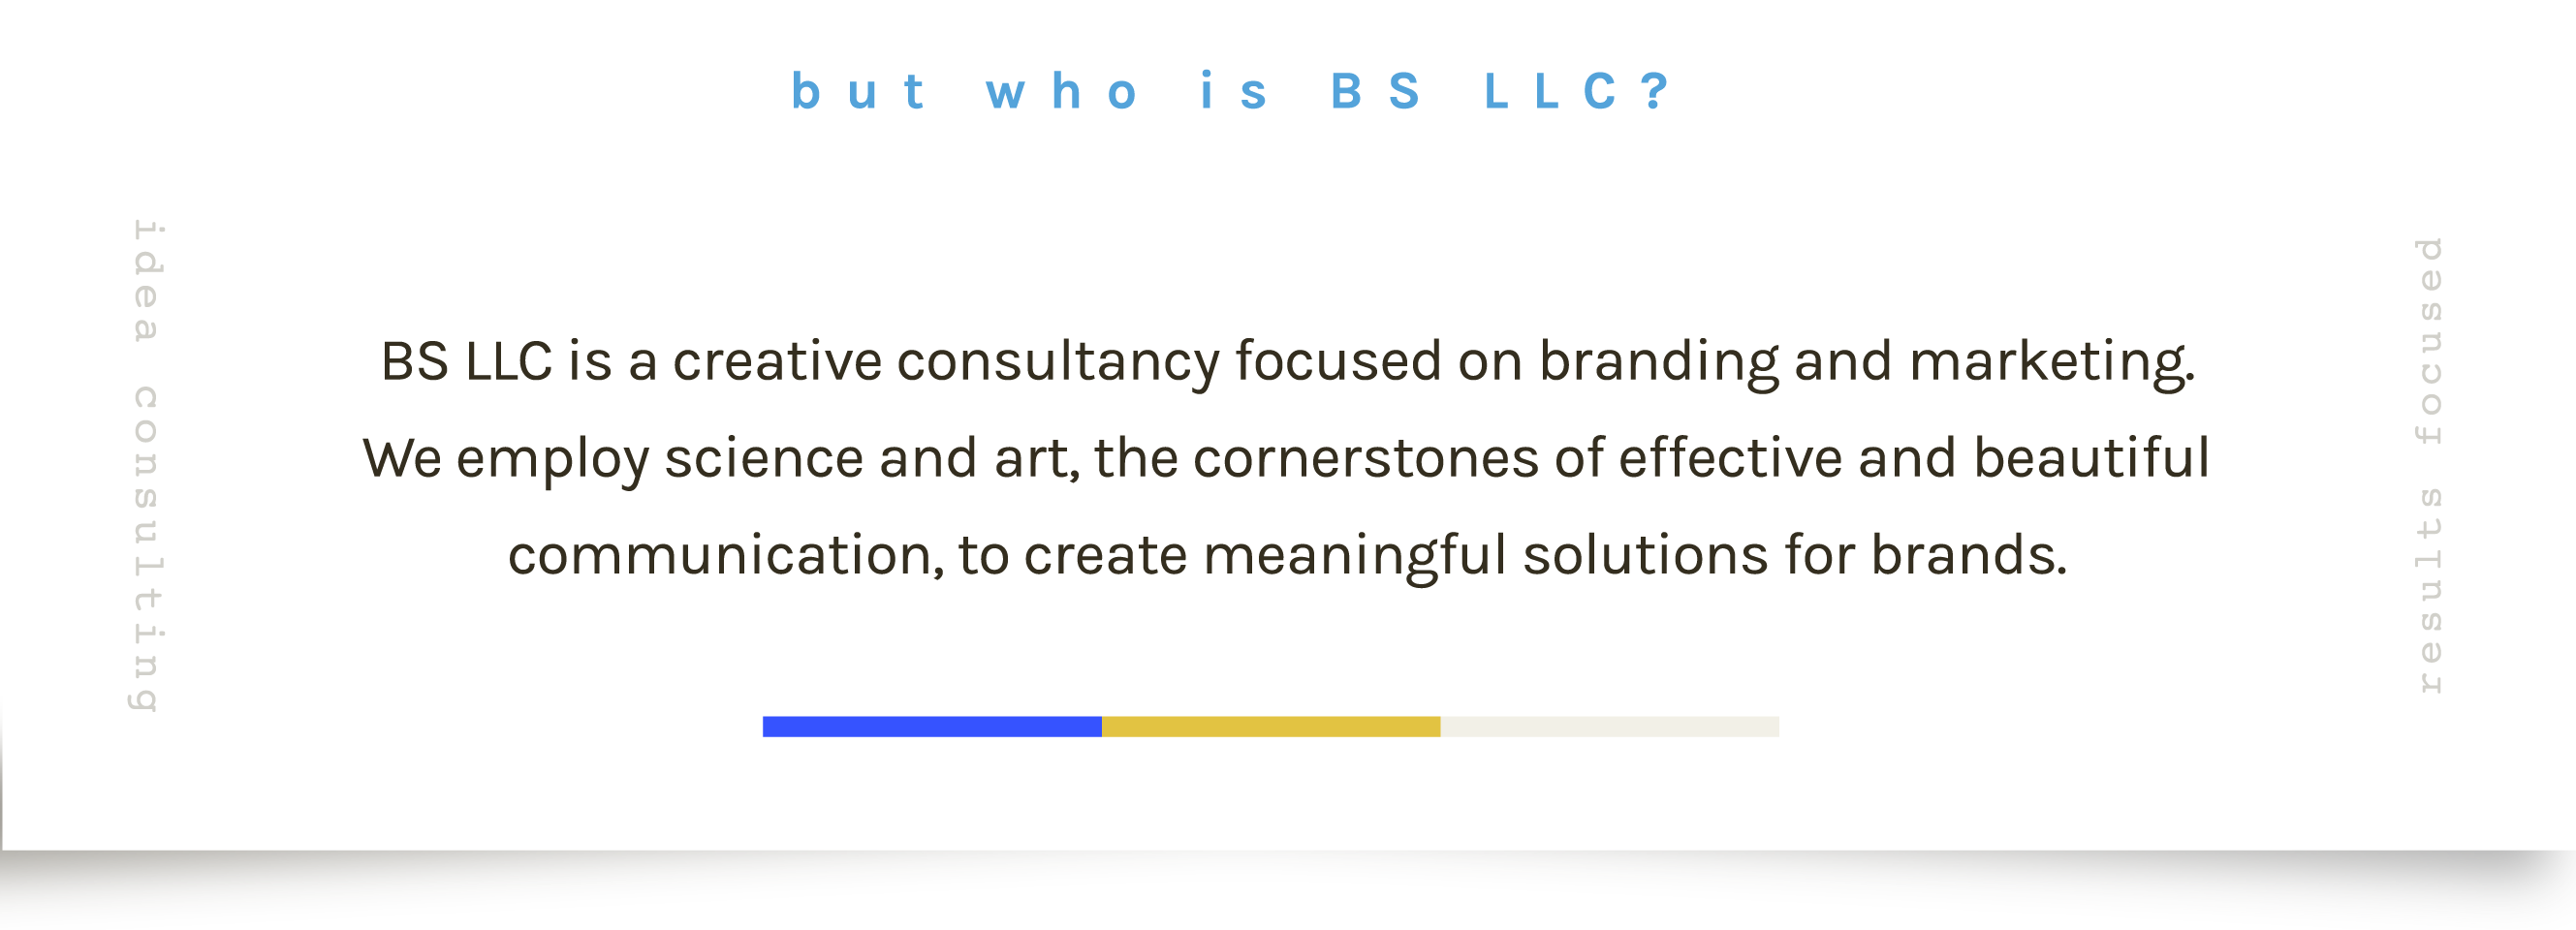 but who is BS LLC?
idea consulting
BS LLC is a creative consultancy focused on branding and marketing.
We employ science and art, the cornerstones of effective and beautiful
communication, to create meaningful solutions for brands.
results focused